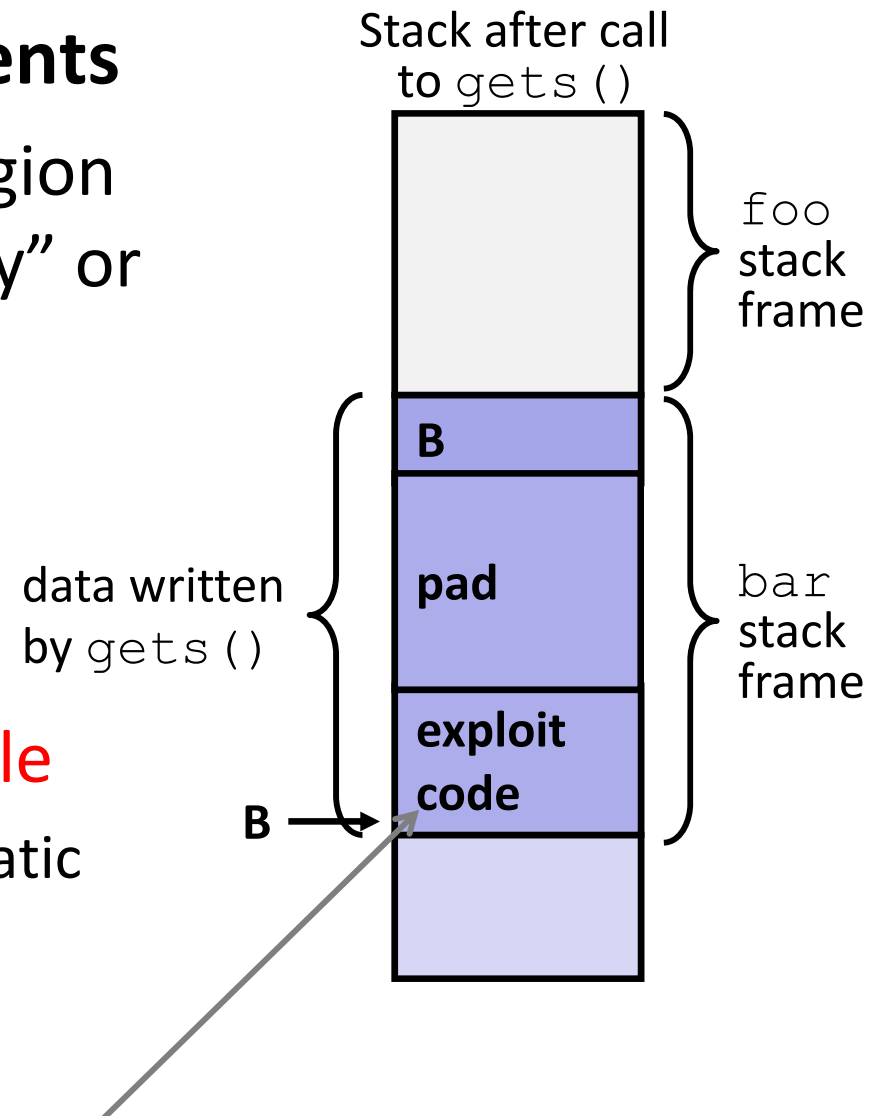 ents
gion
y” or
le
atic
Stack after call
to gets()
foo
stack
frame
B
pad
data written
by gets()
bar
stack
frame
exploit
code
B